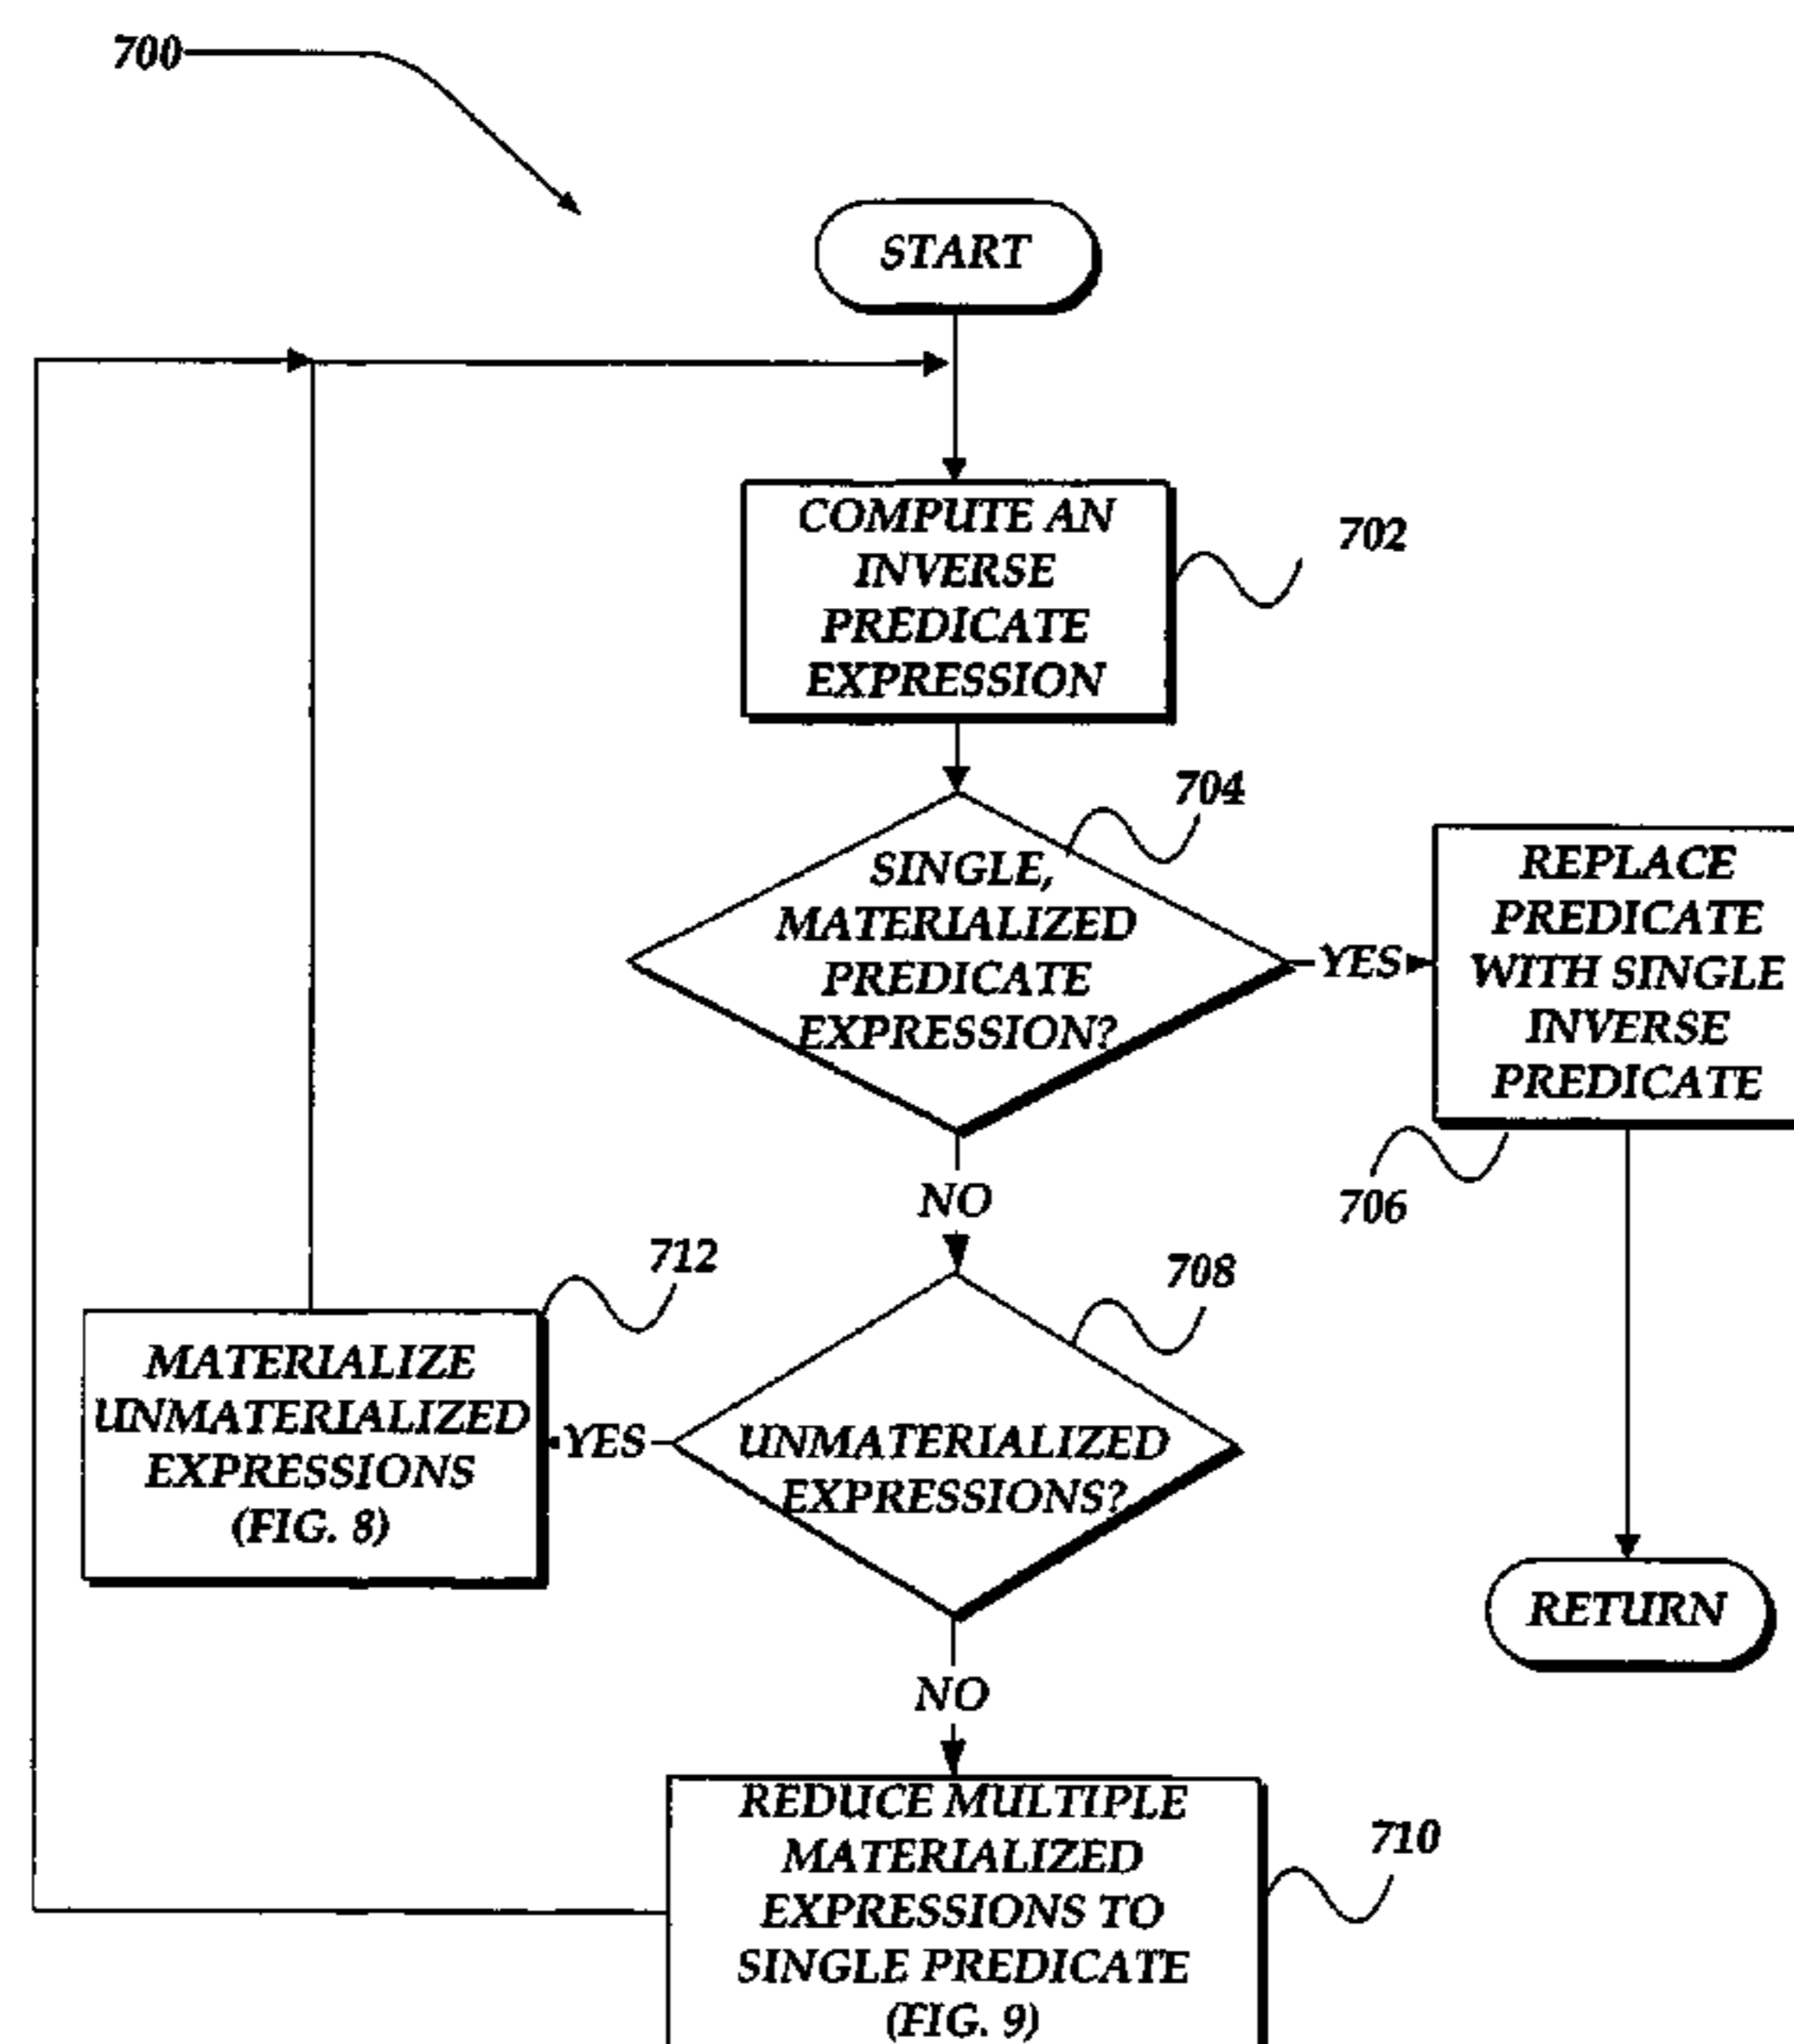 700
START
COMPUTE AN
INVERSE
PREDICATE
EXPRESSION
702
704
SINGLE,
MATERIALIZED
PREDICATE
EXPRESSION?
YES
REPLACE
PREDICATE
WITH SINGLE
INVERSE
PREDICATE
706
NO
712
708
MATERIALIZE
UNMATERIALIZED
EXPRESSIONS
(FIG. 8)
YES
UNMATERIALIZED
EXPRESSIONS?
RETURN
NO
REDUCE MULTIPLE
MATERIALIZED
EXPRESSIONS TO
SINGLE PREDICATE
(FIG. 9)
710